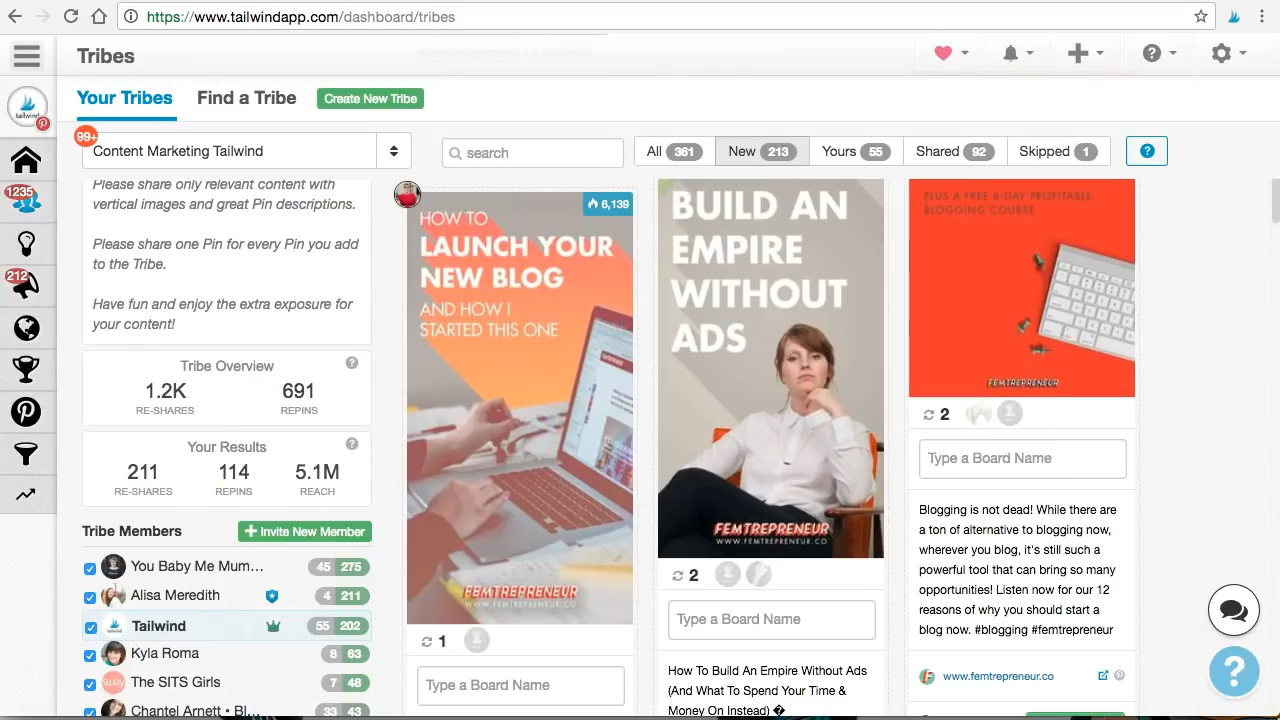 https://www.tailwindapp.com/dashboard/tribes
Tribes
tailwind
Your Tribes
Find a Tribe
Create New Tribe
99+
Content Marketing Tailwind
search
All 361
New 213
Yours 55
Shared 92
Skipped 1
?
1235
212
Please share only relevant content with
vertical images and great Pin descriptions.
Please share one Pin for every Pin you add
to the Tribe.
Have fun and enjoy the extra exposure for
your content!
Tribe Overview
?
1.2K
RE-SHARES
691
REPINS
Your Results
?
211
RE-SHARES
114
REPINS
5.1M
REACH
Tribe Members
Invite New Member
You Baby Me Mum… 45 275
Alisa Meredith 4 211
Tailwind 55 202
Kyla Roma 8 63
The SITS Girls 7 48
Chantel Arnett • Bl… 33 43
6,139
HOW TO
LAUNCH YOUR
NEW BLOG
AND HOW I
STARTED THIS ONE
FEMTREPRENEUR
WWW.FEMTREPRENEUR.CO
1
Type a Board Name
BUILD AN
EMPIRE
WITHOUT
ADS
FEMTREPRENEUR
WWW.FEMTREPRENEUR.CO
2
Type a Board Name
How To Build An Empire Without Ads
(And What To Spend Your Time &
Money On Instead) �
PLUS A FREE 8-DAY PROFITABLE
BLOGGING COURSE
FEMTREPRENEUR
2
Type a Board Name
Blogging is not dead! While there are
a ton of alternative to blogging now,
wherever you blog, it's still such a
powerful tool that can bring so many
opportunities! Listen now for our 12
reasons of why you should start a
blog now. #blogging #femtrepreneur
www.femtrepreneur.co
?